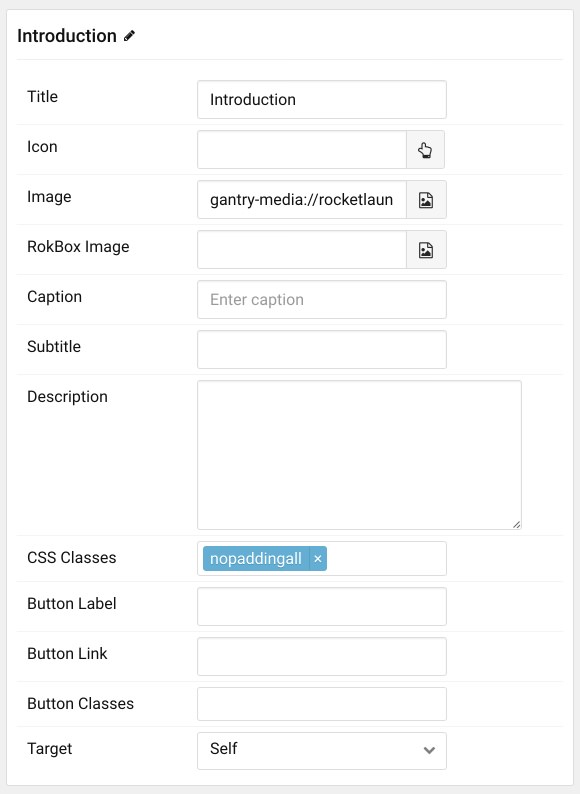 Introduction
Title Introduction
Icon
Image gantry-media://rocketlaun
RokBox Image
Caption Enter caption
Subtitle
Description
CSS Classes nopaddingall ×
Button Label
Button Link
Button Classes
Target Self